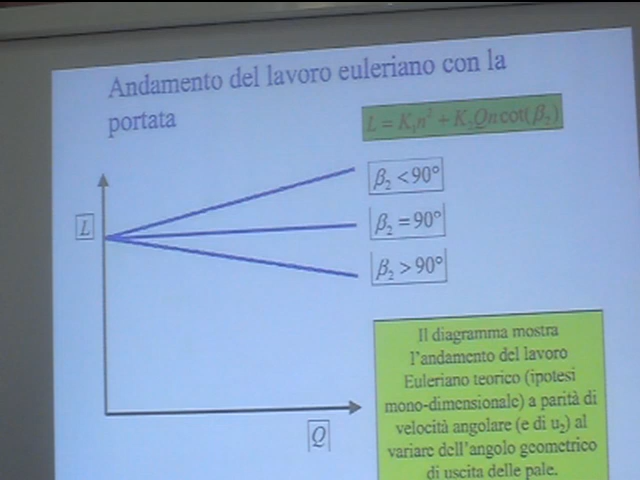 Andamento del lavoro euleriano con la
portata
L = K₁n² + K₂Qn cot(β₂)
β₂ < 90°
L
β₂ = 90°
β₂ > 90°
Il diagramma mostra
l'andamento del lavoro
Euleriano teorico (ipotesi
mono-dimensionale) a parità di
velocità angolare (e di u₂) al
variare dell'angolo geometrico
di uscita delle pale.
Q